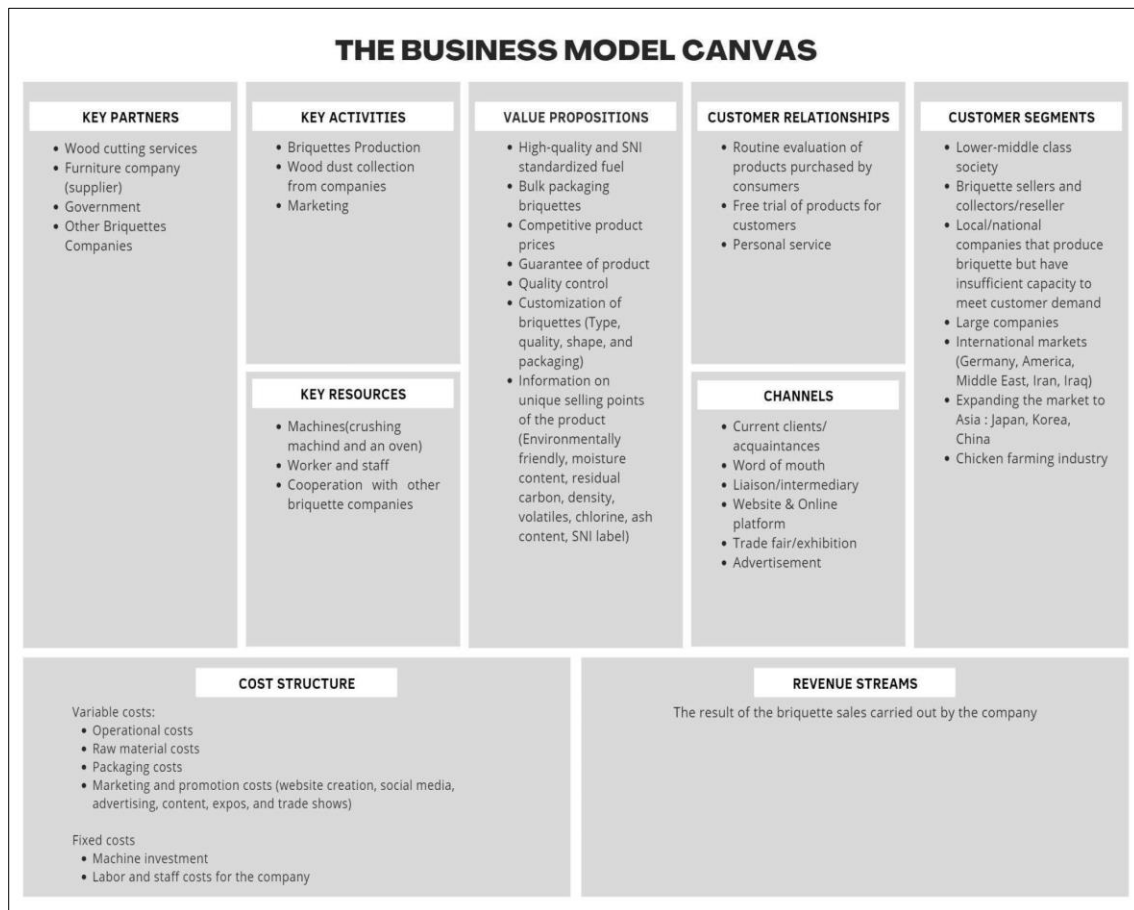 THE BUSINESS MODEL CANVAS
KEY PARTNERS
• Wood cutting services
• Furniture company
(supplier)
• Government
• Other Briquettes
Companies
KEY ACTIVITIES
• Briquettes Production
• Wood dust collection
from companies
• Marketing
KEY RESOURCES
• Machines(crushing
machind and an oven)
• Worker and staff
• Cooperation with other
briquette companies
VALUE PROPOSITIONS
• High-quality and SNI
standardized fuel
• Bulk packaging
briquettes
• Competitive product
prices
• Guarantee of product
• Quality control
• Customization of
briquettes (Type,
quality, shape, and
packaging)
• Information on
unique selling points
of the product
(Environmentally
friendly, moisture
content, residual
carbon, density,
volatiles, chlorine, ash
content, SNI label)
CUSTOMER RELATIONSHIPS
• Routine evaluation of
products purchased by
consumers
• Free trial of products for
customers
• Personal service
CHANNELS
• Current clients/
acquaintances
• Word of mouth
• Liaison/intermediary
• Website & Online
platform
• Trade fair/exhibition
• Advertisement
CUSTOMER SEGMENTS
• Lower-middle class
society
• Briquette sellers and
collectors/reseller
• Local/national
companies that produce
briquette but have
insufficient capacity to
meet customer demand
• Large companies
• International markets
(Germany, America,
Middle East, Iran, Iraq)
• Expanding the market to
Asia : Japan, Korea,
China
• Chicken farming industry
COST STRUCTURE
Variable costs:
• Operational costs
• Raw material costs
• Packaging costs
• Marketing and promotion costs (website creation, social media,
advertising, content, expos, and trade shows)
Fixed costs
• Machine investment
• Labor and staff costs for the company
REVENUE STREAMS
The result of the briquette sales carried out by the company